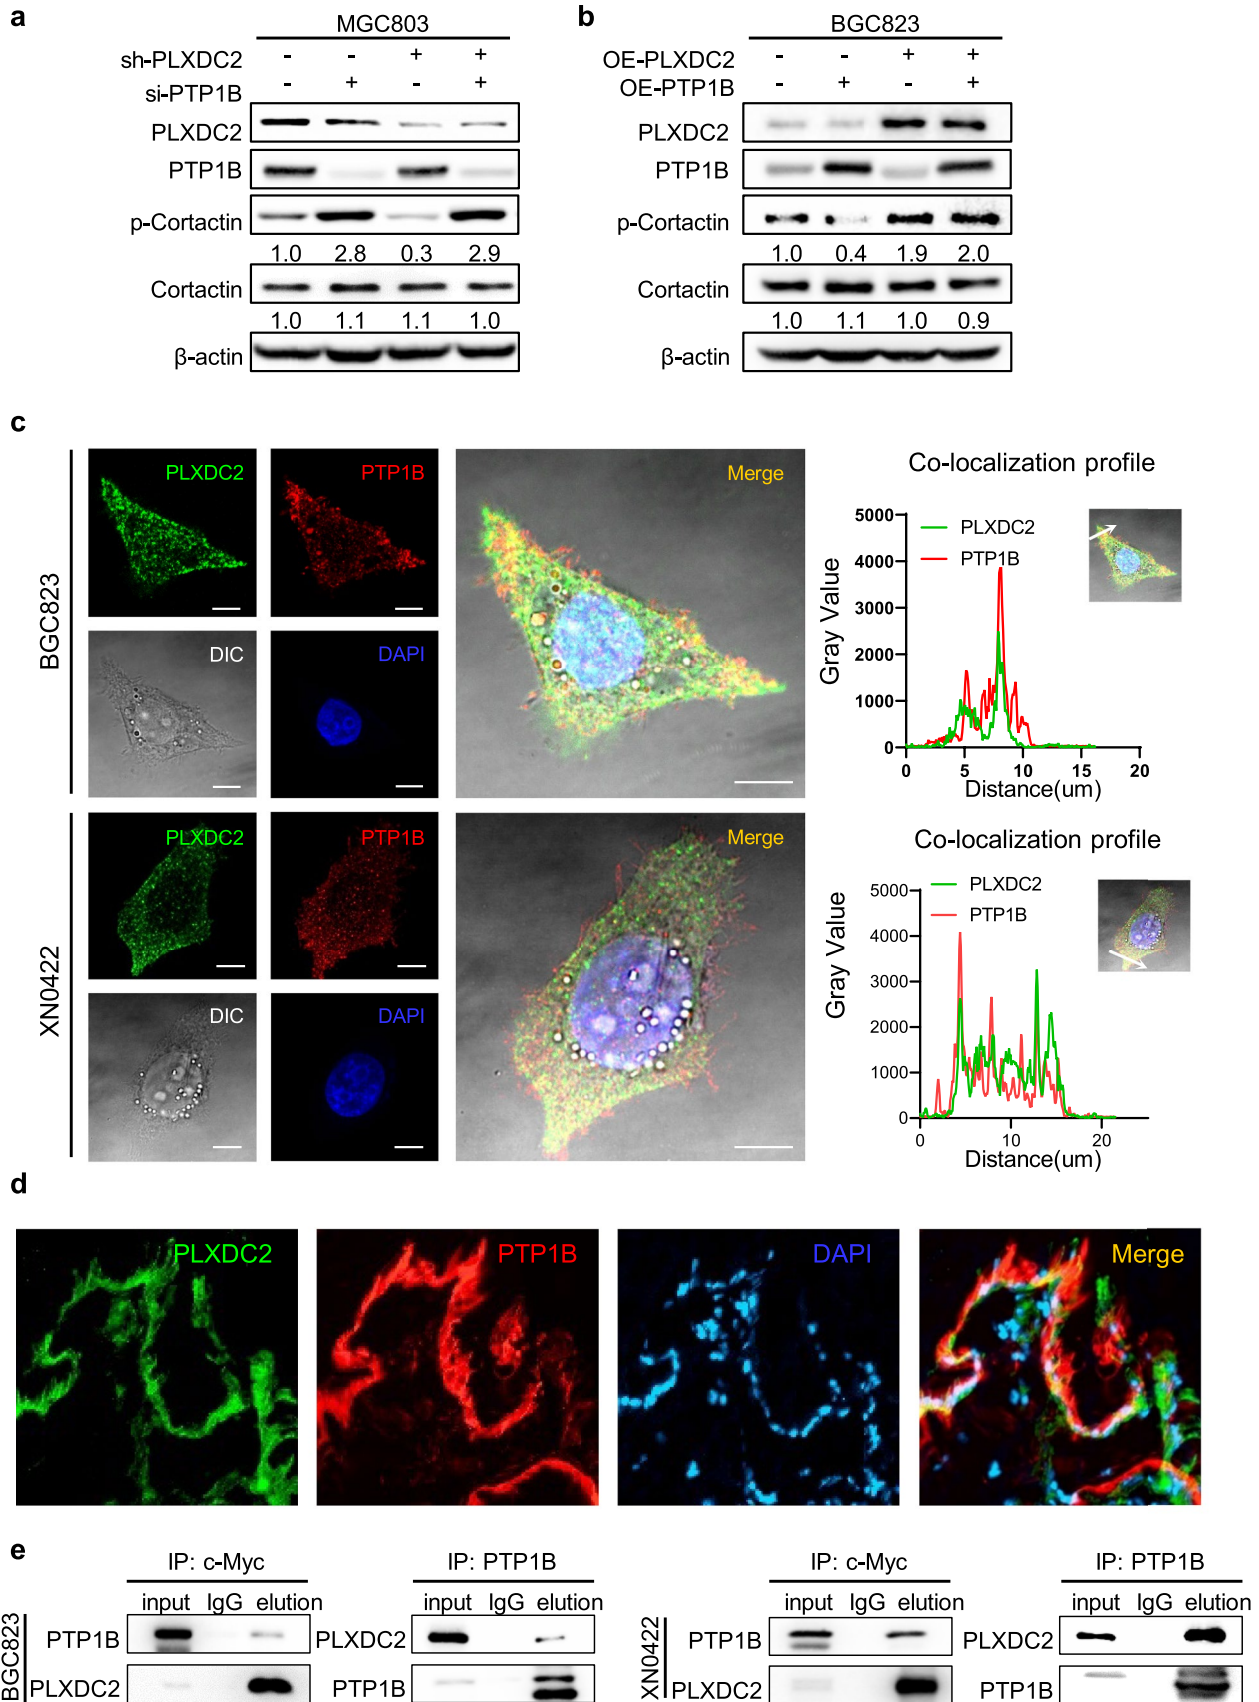 a
MGC803
sh-PLXDC2 - - + +
si-PTP1B - + - +
PLXDC2
PTP1B
p-Cortactin
1.0 2.8 0.3 2.9
Cortactin
1.0 1.1 1.1 1.0
β-actin
b
BGC823
OE-PLXDC2 - - + +
OE-PTP1B - + - +
PLXDC2
PTP1B
p-Cortactin
1.0 0.4 1.9 2.0
Cortactin
1.0 1.1 1.0 0.9
β-actin
c
BGC823
PLXDC2
PTP1B
DIC
DAPI
Merge
Co-localization profile
PLXDC2
PTP1B
Gray Value
5000
4000
3000
2000
1000
0
0 5 10 15 20
Distance(um)
XN0422
PLXDC2
PTP1B
DIC
DAPI
Merge
Co-localization profile
PLXDC2
PTP1B
Gray Value
5000
4000
3000
2000
1000
0
0 10 20
Distance(um)
d
PLXDC2
PTP1B
DAPI
Merge
e
BGC823
IP: c-Myc
input IgG elution
PTP1B
PLXDC2
IP: PTP1B
input IgG elution
PLXDC2
PTP1B
XN0422
IP: c-Myc
input IgG elution
PTP1B
PLXDC2
IP: PTP1B
input IgG elution
PLXDC2
PTP1B